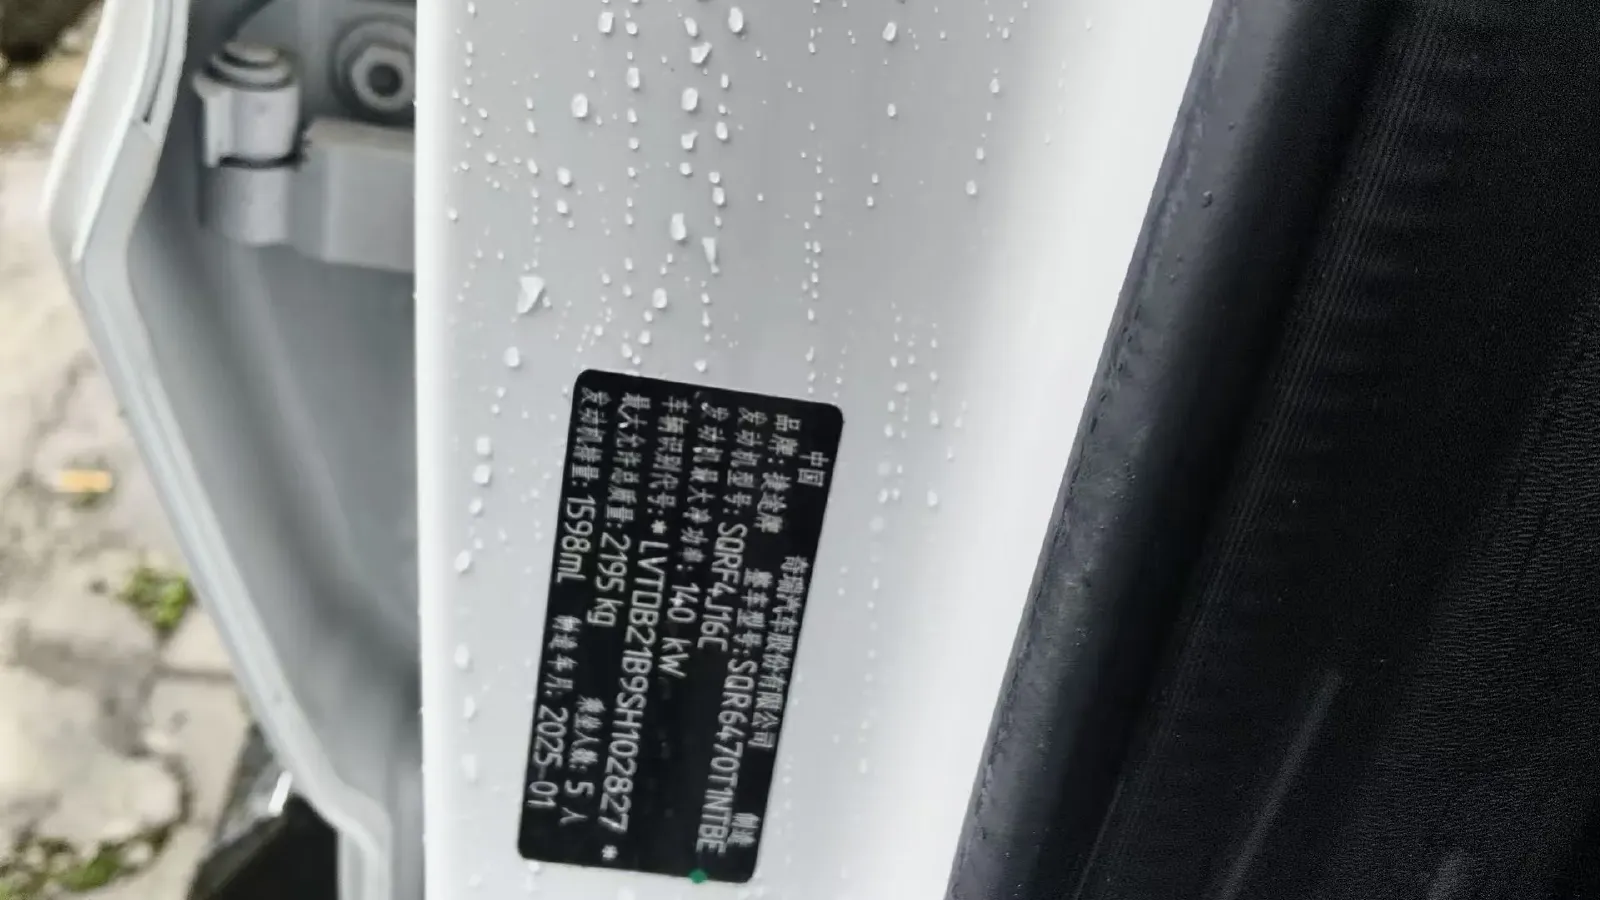 中国 奇瑞汽车股份有限公司 制造
品牌：捷途牌 整车型号：SQR6470T1NTBE
发动机型号：SQRF4J16C
发动机最大净功率：140 kW
车辆识别代号：*LVTDB21B9SH102827*
最大允许总质量：2195kg 乘坐人数：5人
发动机排量：1598mL 制造年月：2025-01